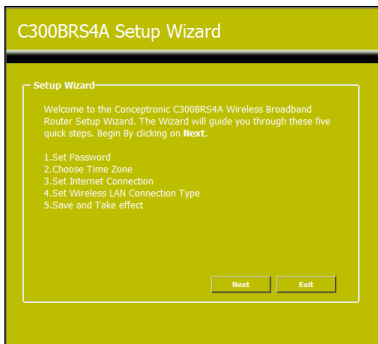 C300BRS4A Setup Wizard
Setup Wizard
Welcome to the Conceptronic C300BRS4A Wireless Broadband
Router Setup Wizard. The Wizard will guide you through these five
quick steps. Begin By clicking on Next.
1.Set Password
2.Choose Time Zone
3.Set Internet Connection
4.Set Wireless LAN Connection Type
5.Save and Take effect
Next Exit